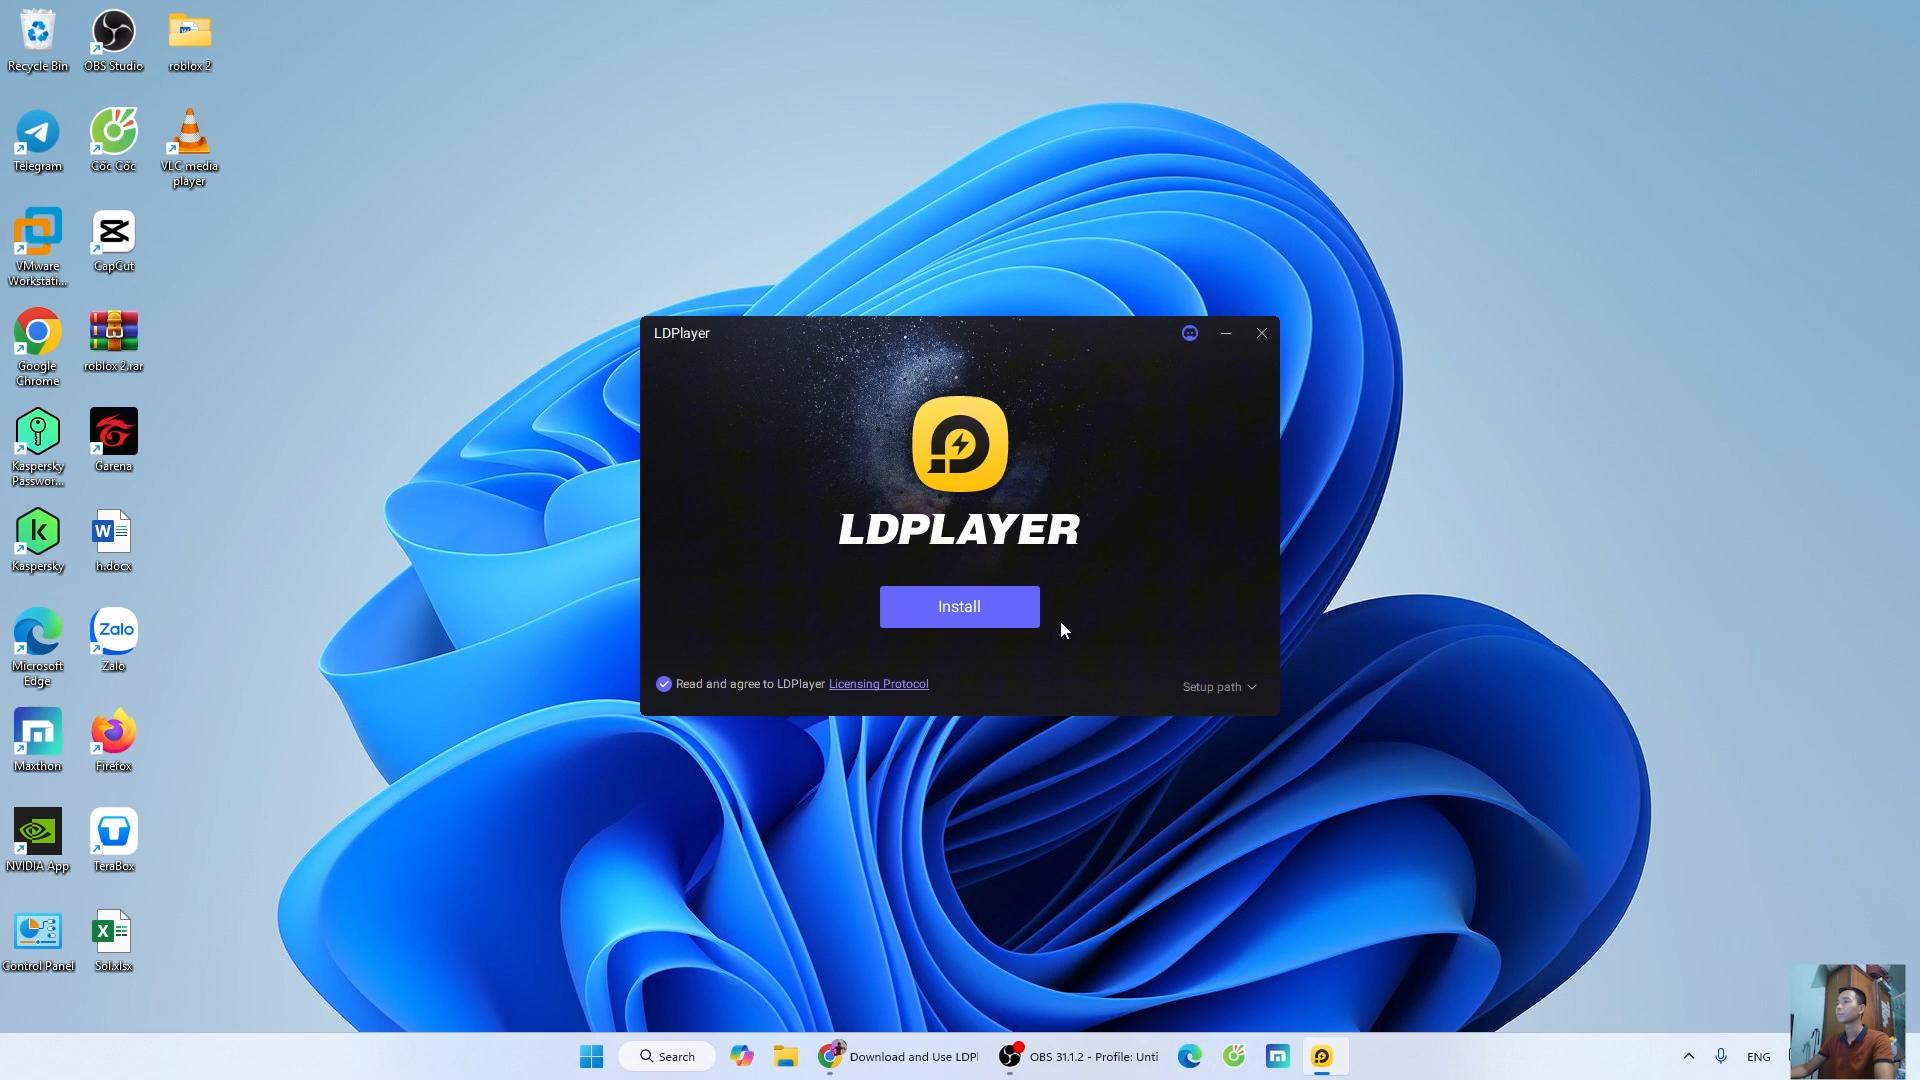 Recycle Bin
OBS Studio
roblox 2
Telegram
Cốc Cốc
VLC media
player
VMware
Workstati...
CapCut
Google
Chrome
roblox 2.rar
Kaspersky
Passwor...
Garena
Kaspersky
h.docx
Microsoft
Edge
Zalo
Zalo
Maxthon
Firefox
NVIDIA App
TeraBox
Control Panel
Sol.xlsx
LDPlayer
LDPLAYER
Install
Read and agree to LDPlayer Licensing Protocol
Setup path
Search
Download and Use LDPl
OBS 31.1.2 - Profile: Unti
ENG